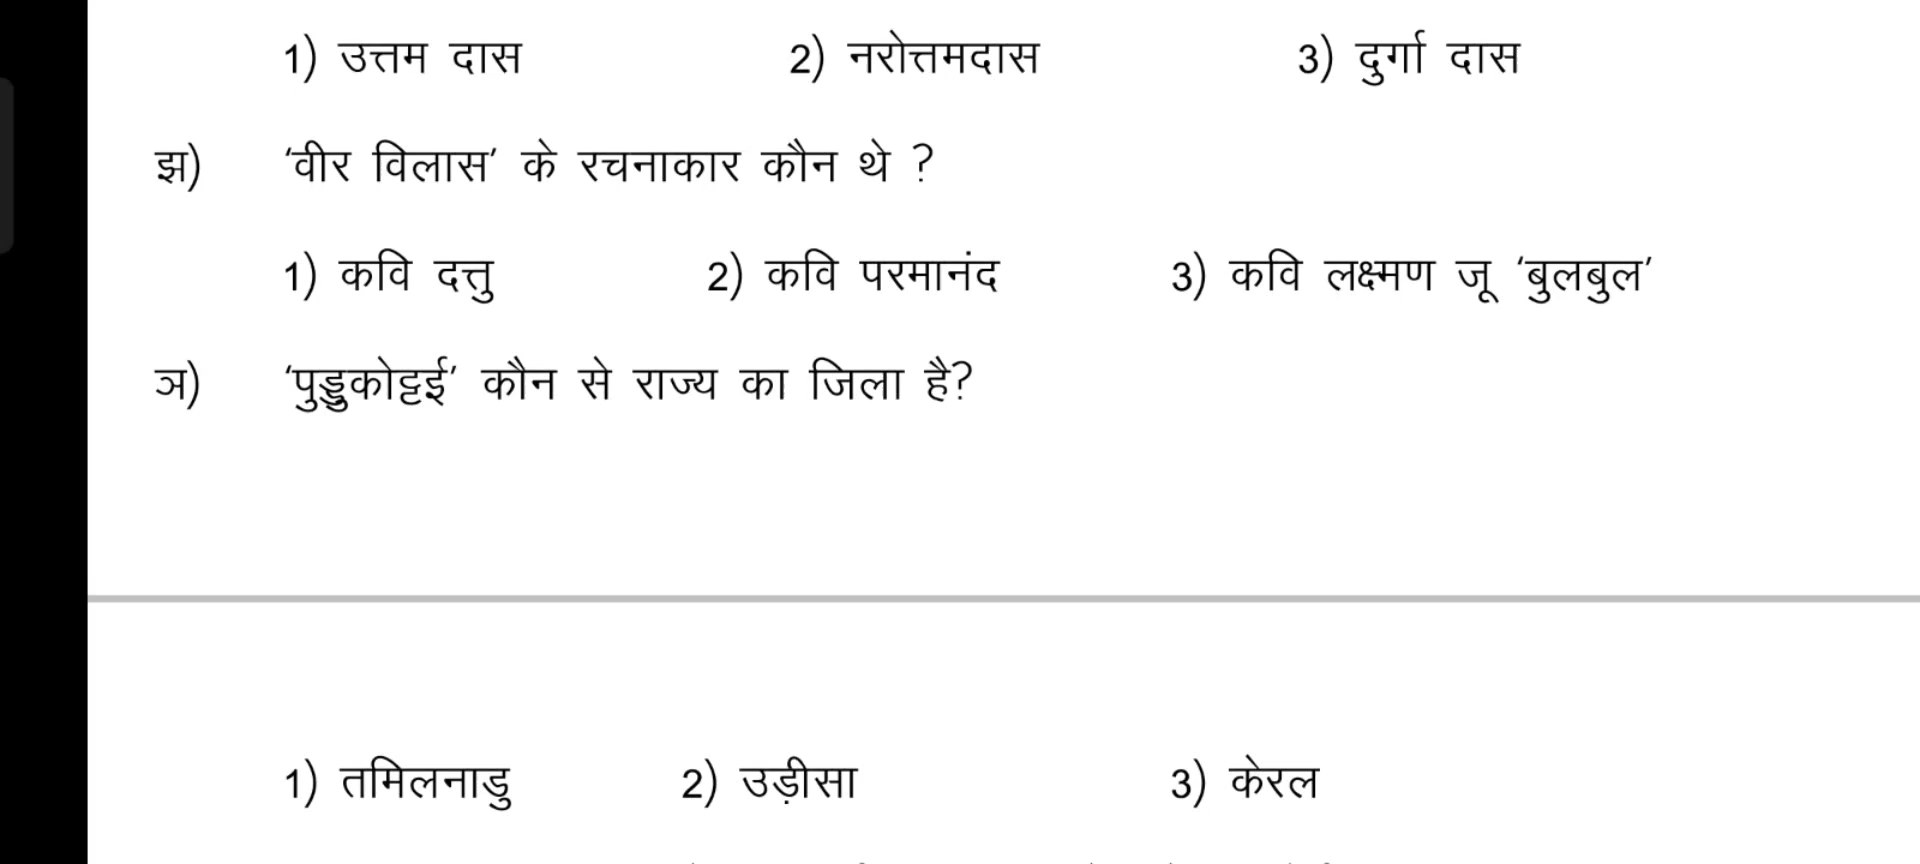 1) उत्तम दास 2) नरोत्तमदास 3) दुर्गा दास
झ) ‘वीर विलास’ के रचनाकार कौन थे ?
1) कवि दत्तु 2) कवि परमानंद 3) कवि लक्ष्मण जू ‘बुलबुल’
ञ) ‘पुड्डुकोट्टई’ कौन से राज्य का जिला है?
1) तमिलनाडु 2) उड़ीसा 3) केरल